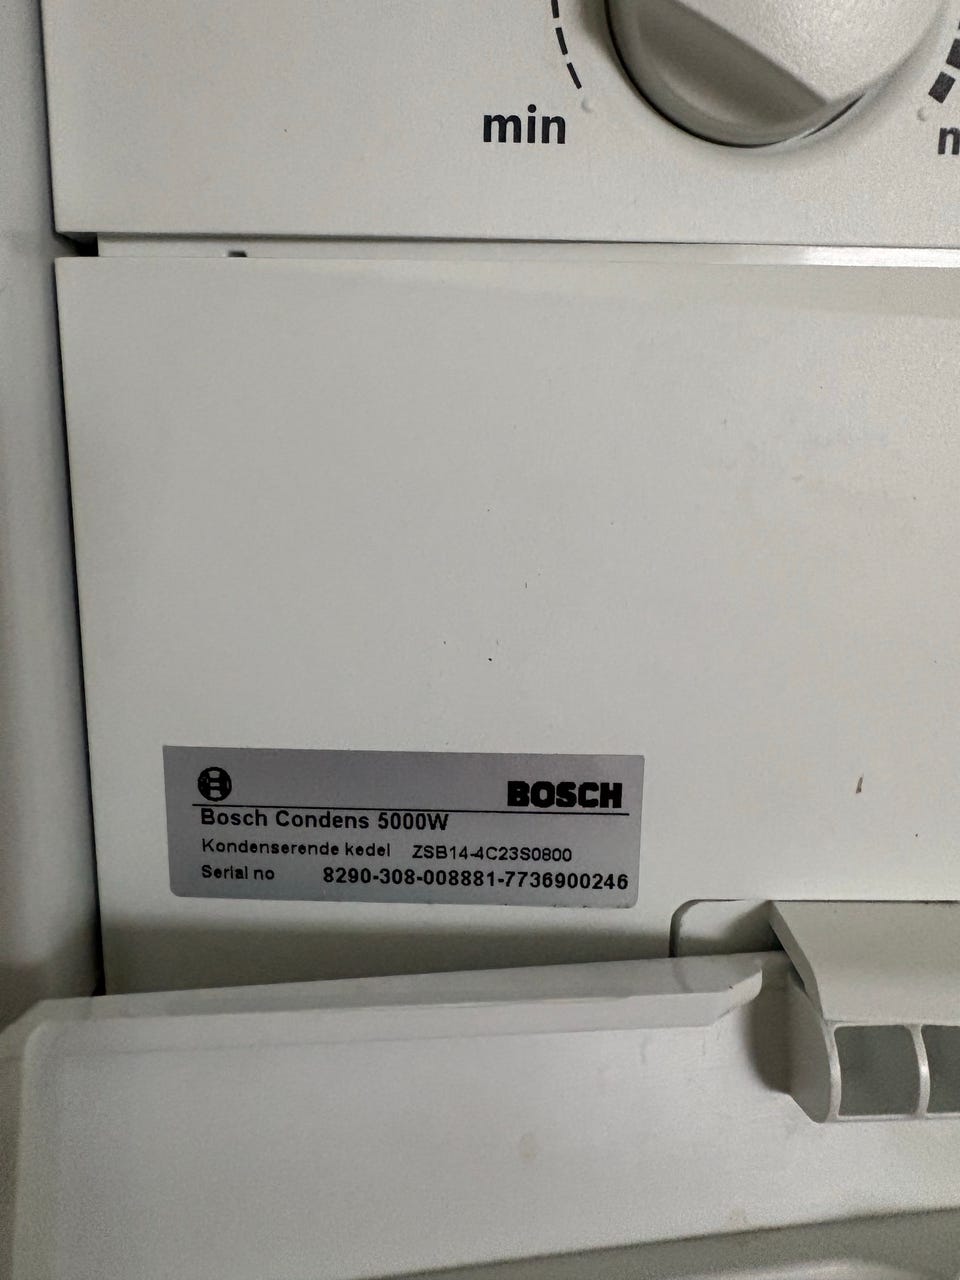 min
BOSCH
Bosch Condens 5000W
Kondenserende kedel ZSB14-4C23S0800
Serial no 8290-308-008881-7736900246